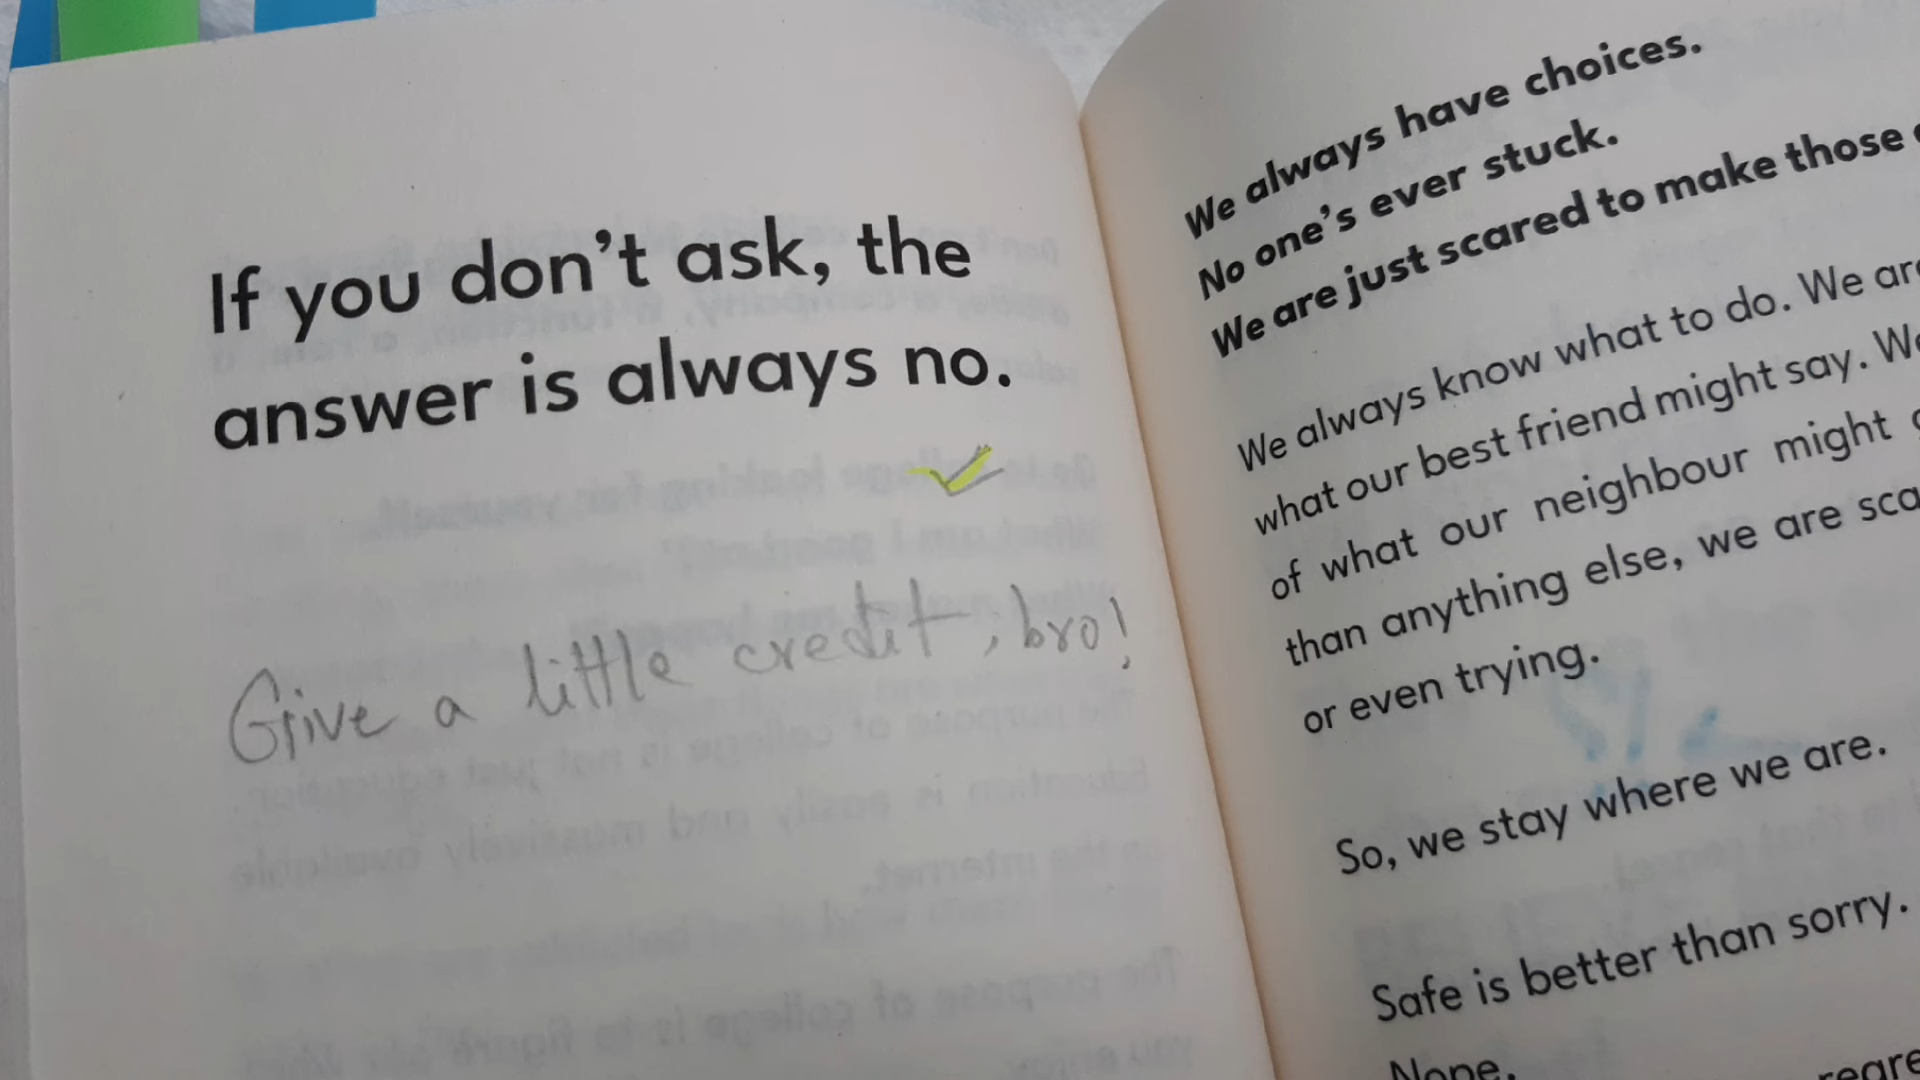 If you don't ask, the
answer is always no.
Give a little credit, bro!
We always have choices.
No one's ever stuck.
We are just scared to make those
We always know what to do. We are
what our best friend might say. We
of what our neighbour might
than anything else, we are
or even trying.
So, we stay where we are.
Safe is better than sorry.
None.